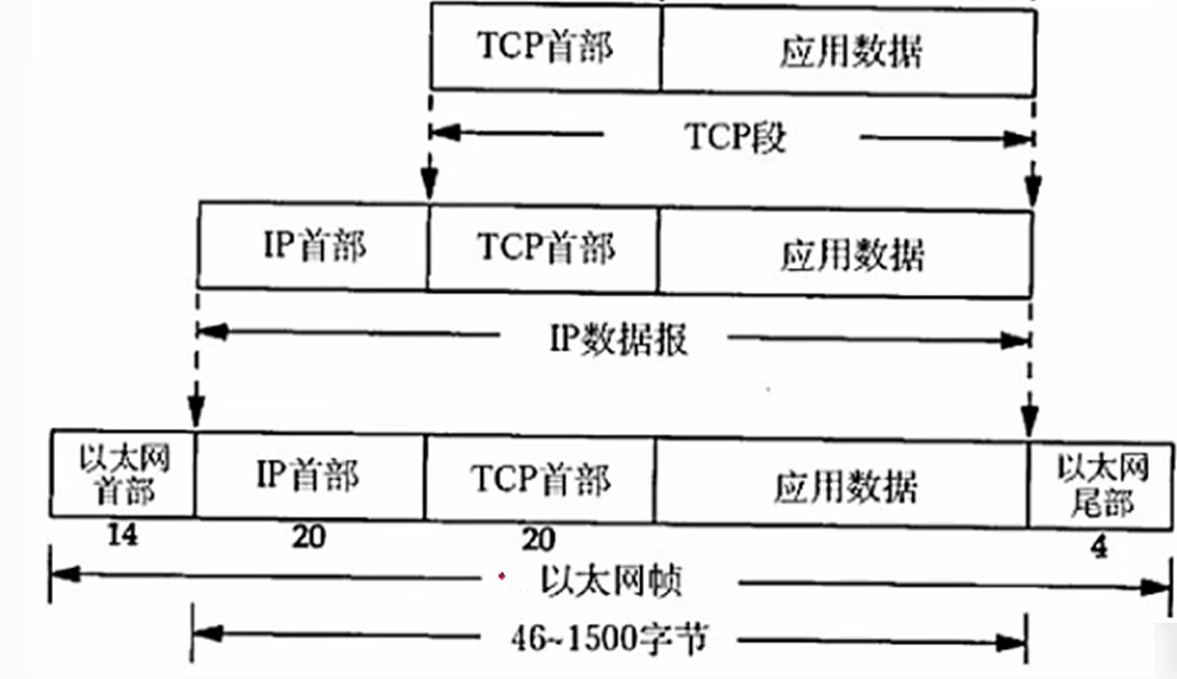 TCP首部 应用数据
TCP段
IP首部 TCP首部 应用数据
IP数据报
以太网首部 IP首部 TCP首部 应用数据 以太网尾部
14 20 20 4
以太网帧
46~1500字节